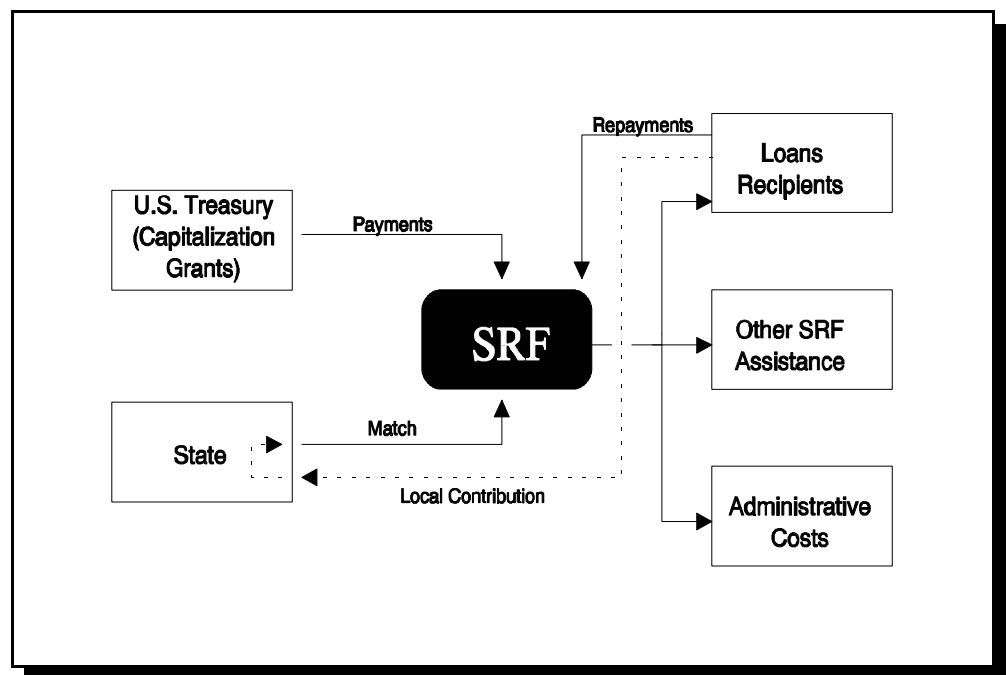 Repayments
Loans
Recipients
U.S. Treasury
(Capitalization
Grants)
Payments
SRF
Other SRF
Assistance
State
Match
Local Contribution
Administrative
Costs